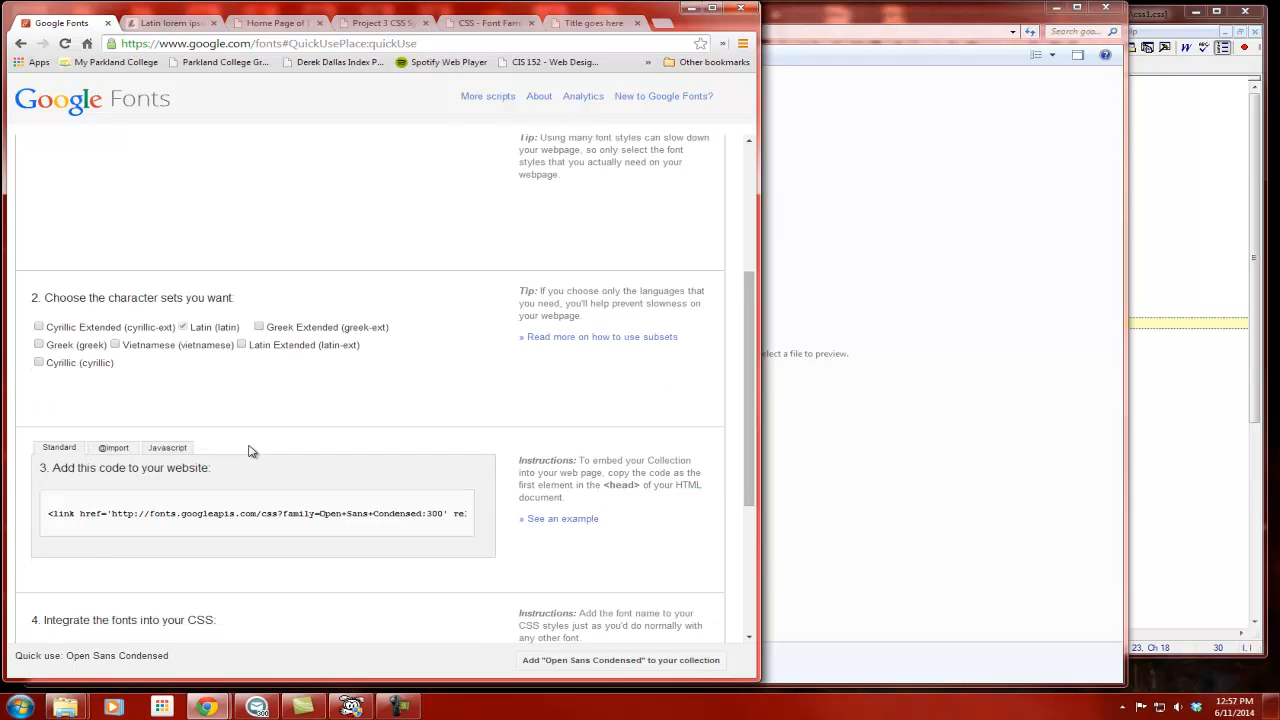 Google Fonts
Latin lorem ipsu
Home Page of T
Project 3 CSS Sy
CSS - Font Fami
Title goes here
https://www.google.com/fonts#QuickUsePlace:quickUse
Search goo...
Apps
My Parkland College
Parkland College Gr...
Derek Dallas Index F...
Spotify Web Player
CIS 152 - Web Desig...
»
Other bookmarks
Google Fonts
More scripts
About
Analytics
New to Google Fonts?
Tip: Using many font styles can slow down
your webpage, so only select the font
styles that you actually need on your
webpage.
2. Choose the character sets you want:
Cyrillic Extended (cyrillic-ext)
Latin (latin)
Greek Extended (greek-ext)
Greek (greek)
Vietnamese (vietnamese)
Latin Extended (latin-ext)
Cyrillic (cyrillic)
Tip: If you choose only the languages that
you need, you'll help prevent slowness on
your webpage.
» Read more on how to use subsets
elect a file to preview.
Standard
@import
Javascript
3. Add this code to your website:
<link href='http://fonts.googleapis.com/css?family=Open+Sans+Condensed:300' re
Instructions: To embed your Collection
into your web page, copy the code as the
first element in the <head> of your HTML
document.
» See an example
4. Integrate the fonts into your CSS:
Instructions: Add the font name to your
CSS styles just as you'd do normally with
any other font.
Quick use: Open Sans Condensed
Add "Open Sans Condensed" to your collection
23, Ch 18
30
12:57 PM
6/11/2014